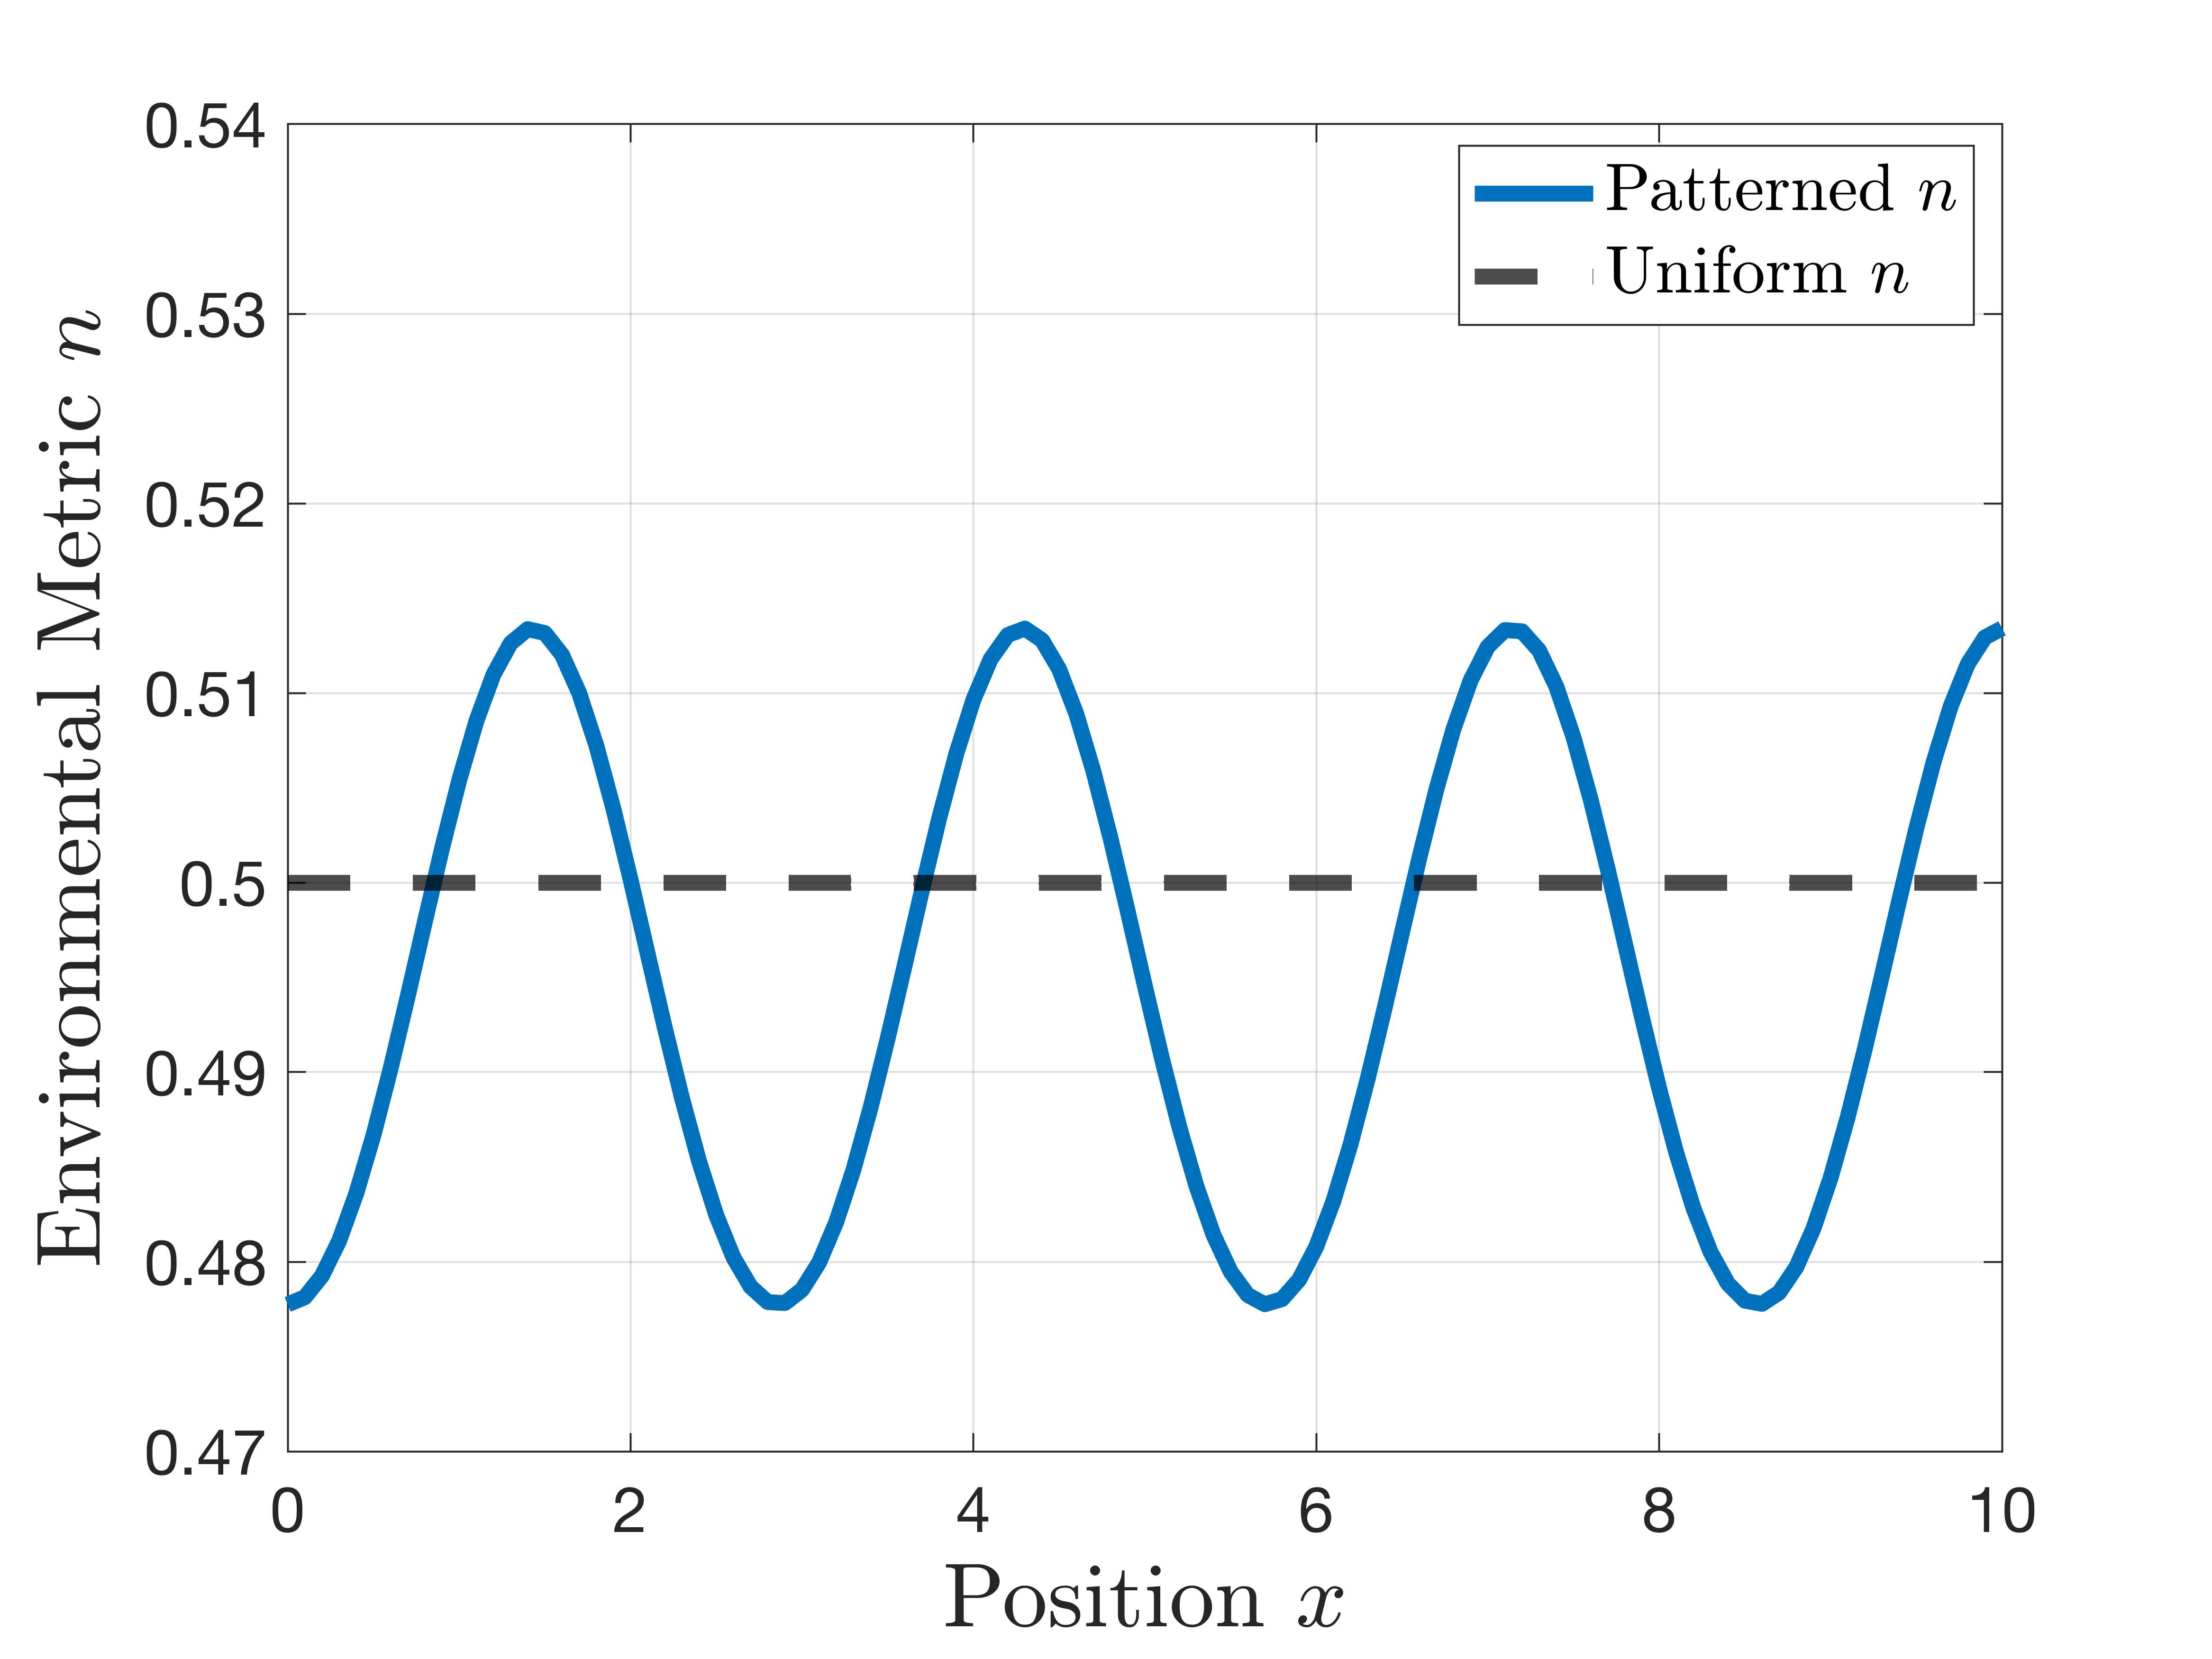 Environmental Metric n
0.54
0.53
0.52
0.51
0.5
0.49
0.48
0.47
0 2 4 6 8 10
Position x
Patterned n
Uniform n